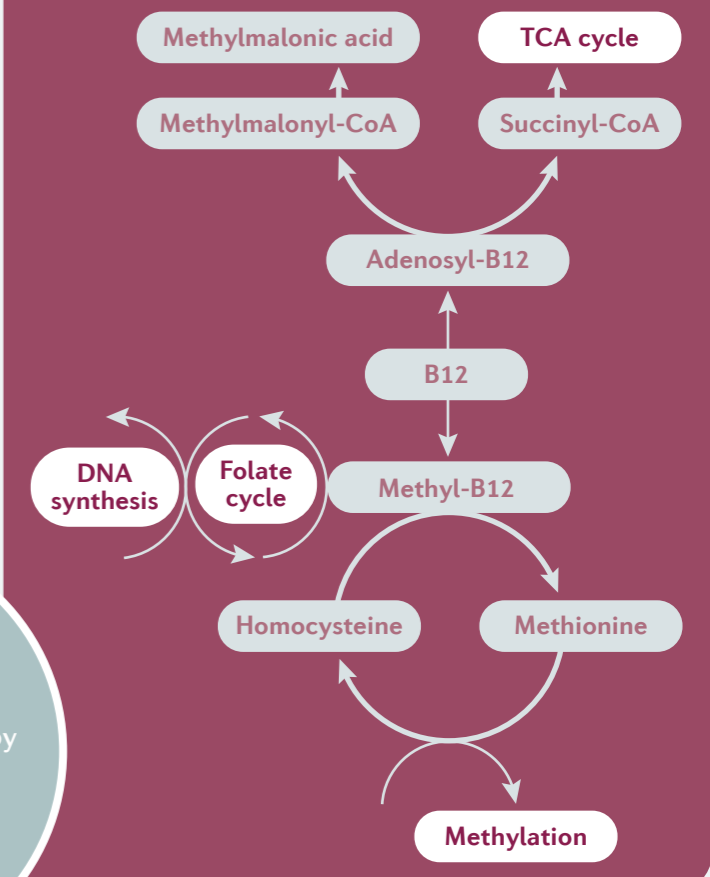 Methylmalonic acid
TCA cycle
Methylmalonyl-CoA
Succinyl-CoA
Adenosyl-B12
B12
DNA
synthesis
Folate
cycle
Methyl-B12
Homocysteine
Methionine
Methylation